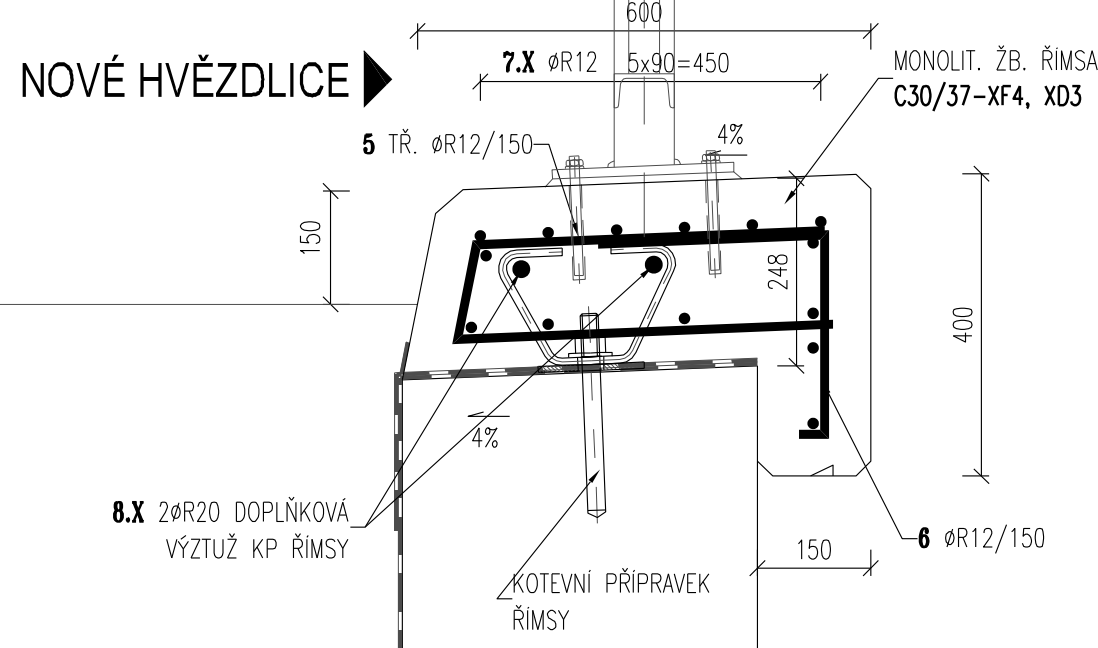 600
NOVÉ HVĚZDLICE
7.X øR12 5x90=450
MONOLIT. ŽB. ŘÍMSA
C30/37-XF4, XD3
5 TŘ. øR12/150
4%
150
248
400
4%
8.X 2øR20 DOPLŇKOVÁ
VÝZTUŽ KP ŘÍMSY
6 øR12/150
150
KOTEVNÍ PŘÍPRAVEK
ŘÍMSY